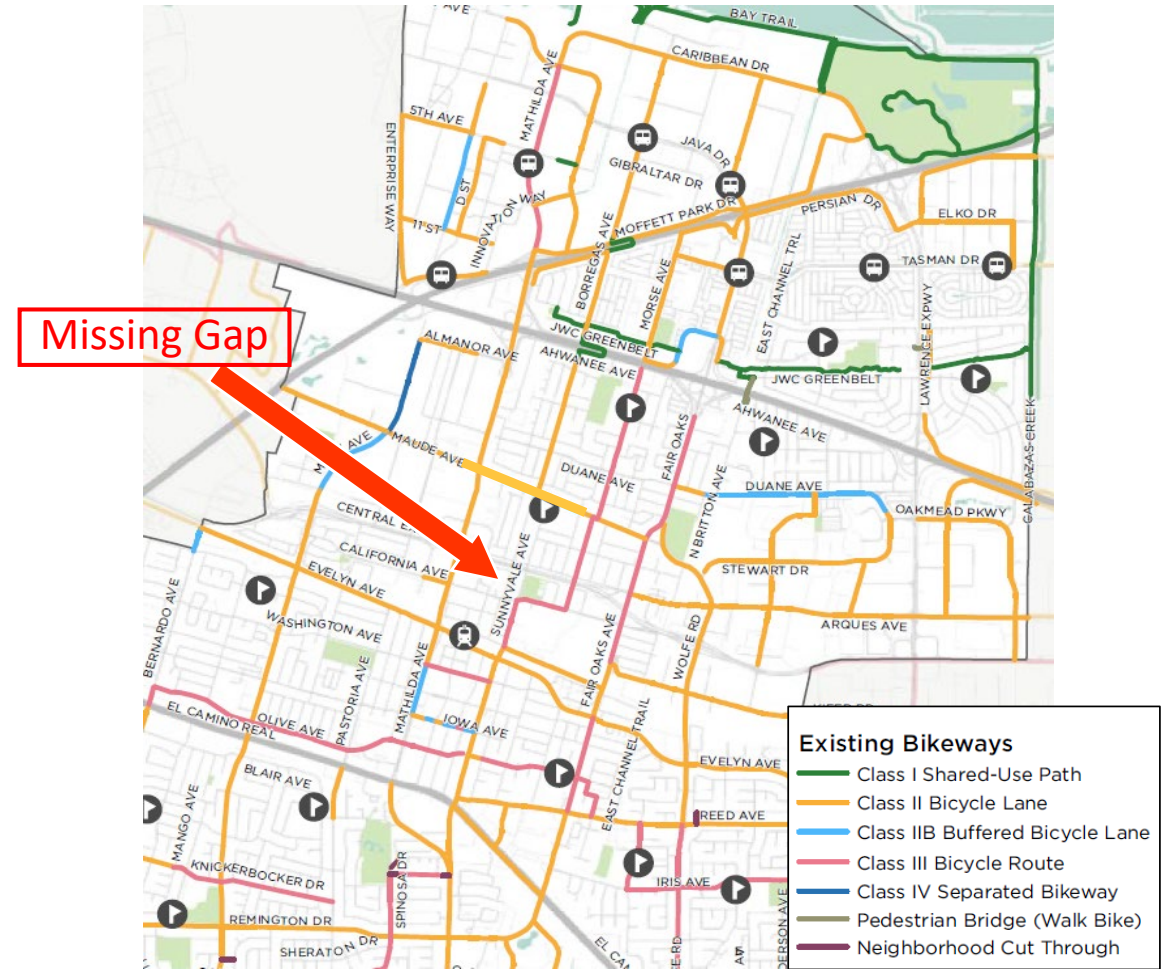 AVE
BAY TRAIL
CARIBBEAN DR
MATHILDA AVE
5TH AVE
ENTERPRISE WAY
JAVA DR
GIBRALTAR DR
D ST
INNOVATION WAY
11 ST
MOFFETT PARK DR
PERSIAN DR
ELKO DR
BORREGAS AVE
MORSE AVE
EAST CHANNEL TRL
TASMAN DR
Missing Gap
ALMANOR AVE
JWC GREENBELT
AHWANEE AVE
LAWRENCE EXPWY
JWC GREENBELT
AHWANEE AVE
CALABAZAS CREEK
AVE
MAUDE AVE
DUANE AVE
FAIR OAKS
DUANE AVE
N BRITTON AVE
OAKMEAD PKWY
CENTRAL
CALIFORNIA AVE
SUNNYVALE AVE
STEWART DR
EVELYN AVE
BERNARDO AVE
WASHINGTON AVE
ARQUES AVE
FAIR OAKS AVE
WOLFE RD
PASTORIA AVE
MATHILDA AVE
EL CAMINO REAL
OLIVE AVE
IOWA AVE
EAST CHANNEL TRAIL
EVELYN AVE
BLAIR AVE
MANGO AVE
REED AVE
KNICKERBOCKER DR
SPINOSA DR
IRIS AVE
REMINGTON DR
SHERATON DR
Existing Bikeways
Class I Shared-Use Path
Class II Bicycle Lane
Class IIB Buffered Bicycle Lane
Class III Bicycle Route
Class IV Separated Bikeway
Pedestrian Bridge (Walk Bike)
Neighborhood Cut Through